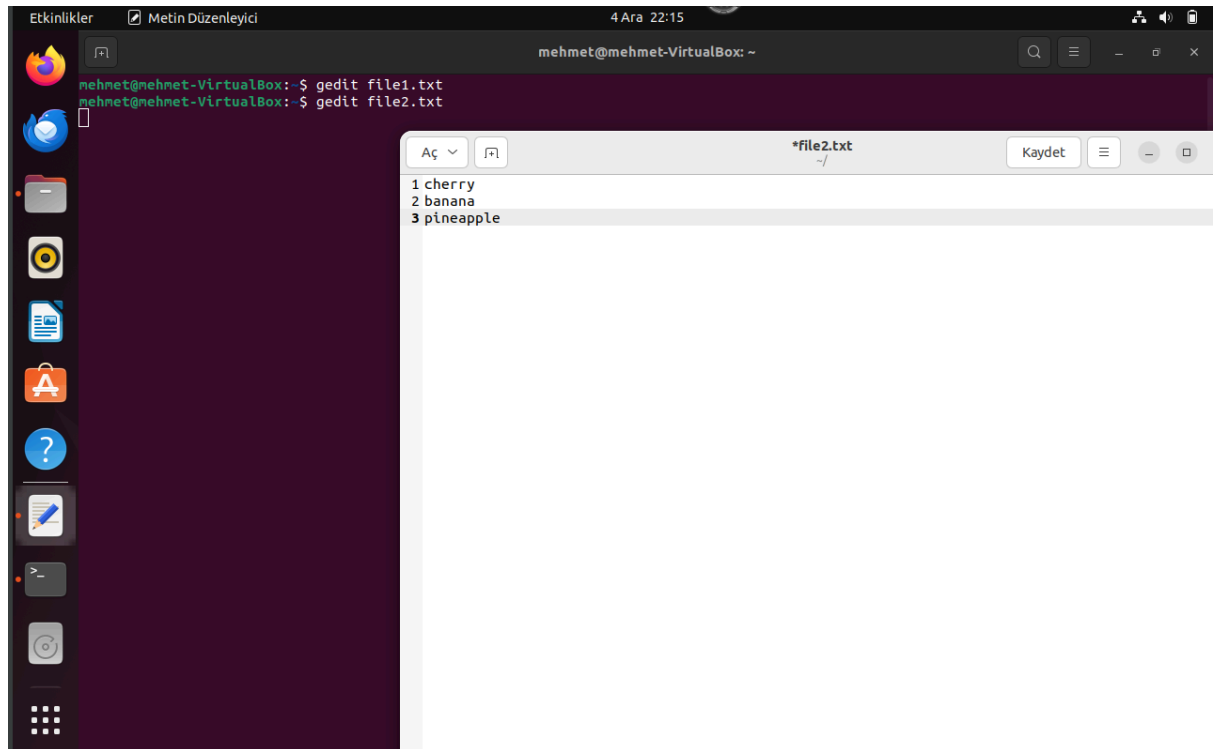 Etkinlikler Metin Düzenleyici 4 Ara 22:15
mehmet@mehmet-VirtualBox: ~
mehmet@mehmet-VirtualBox:~$ gedit file1.txt
mehmet@mehmet-VirtualBox:~$ gedit file2.txt
Aç *file2.txt Kaydet
~/
1 cherry
2 banana
3 pineapple